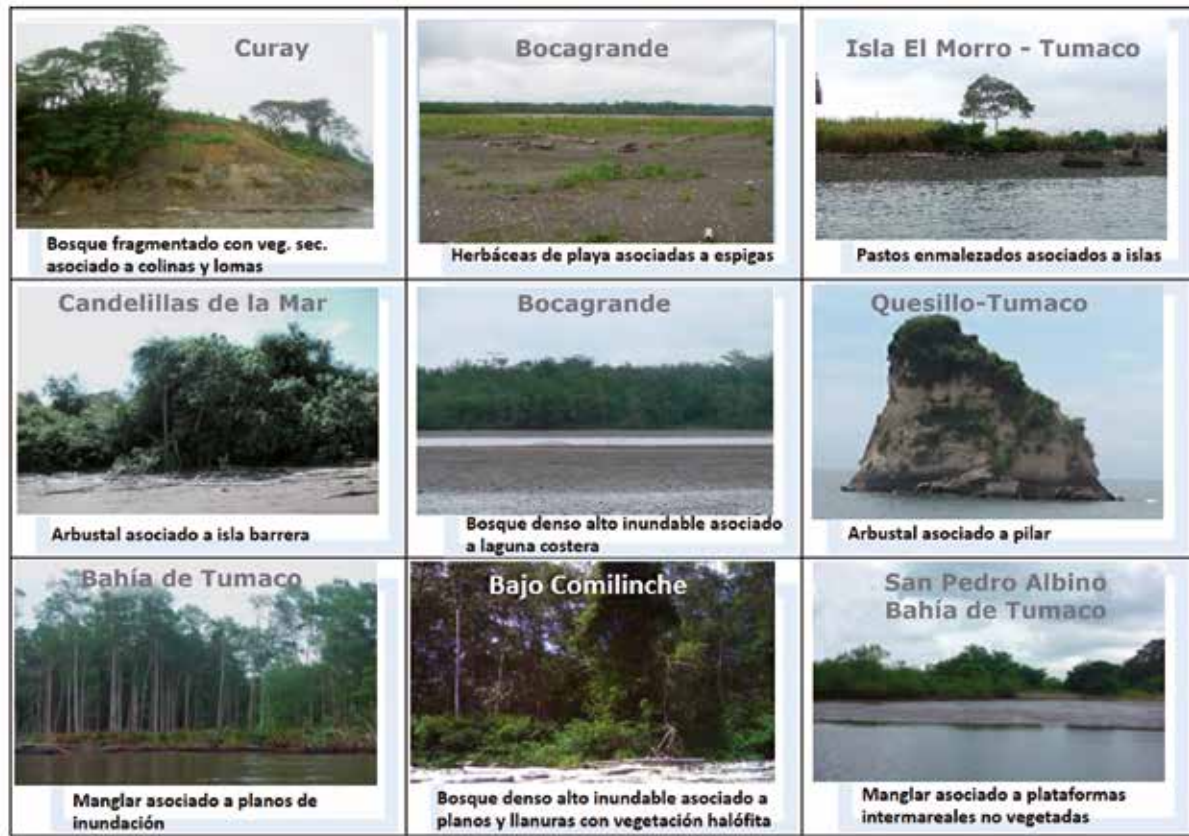 Curay
Bosque fragmentado con veg. sec.
asociado a colinas y lomas
Bocagrande
Herbáceas de playa asociadas a espigas
Isla El Morro - Tumaco
Pastos enmalezados asociados a islas
Candelillas de la Mar
Arbustal asociado a isla barrera
Bocagrande
Bosque denso alto inundable asociado
a laguna costera
Quesillo-Tumaco
Arbustal asociado a pilar
Bahía de Tumaco
Manglar asociado a planos de
inundación
Bajo Comilinche
Bosque denso alto inundable asociado a
planos y llanuras con vegetación halófita
San Pedro Albino
Bahía de Tumaco
Manglar asociado a plataformas
intermareales no vegetadas